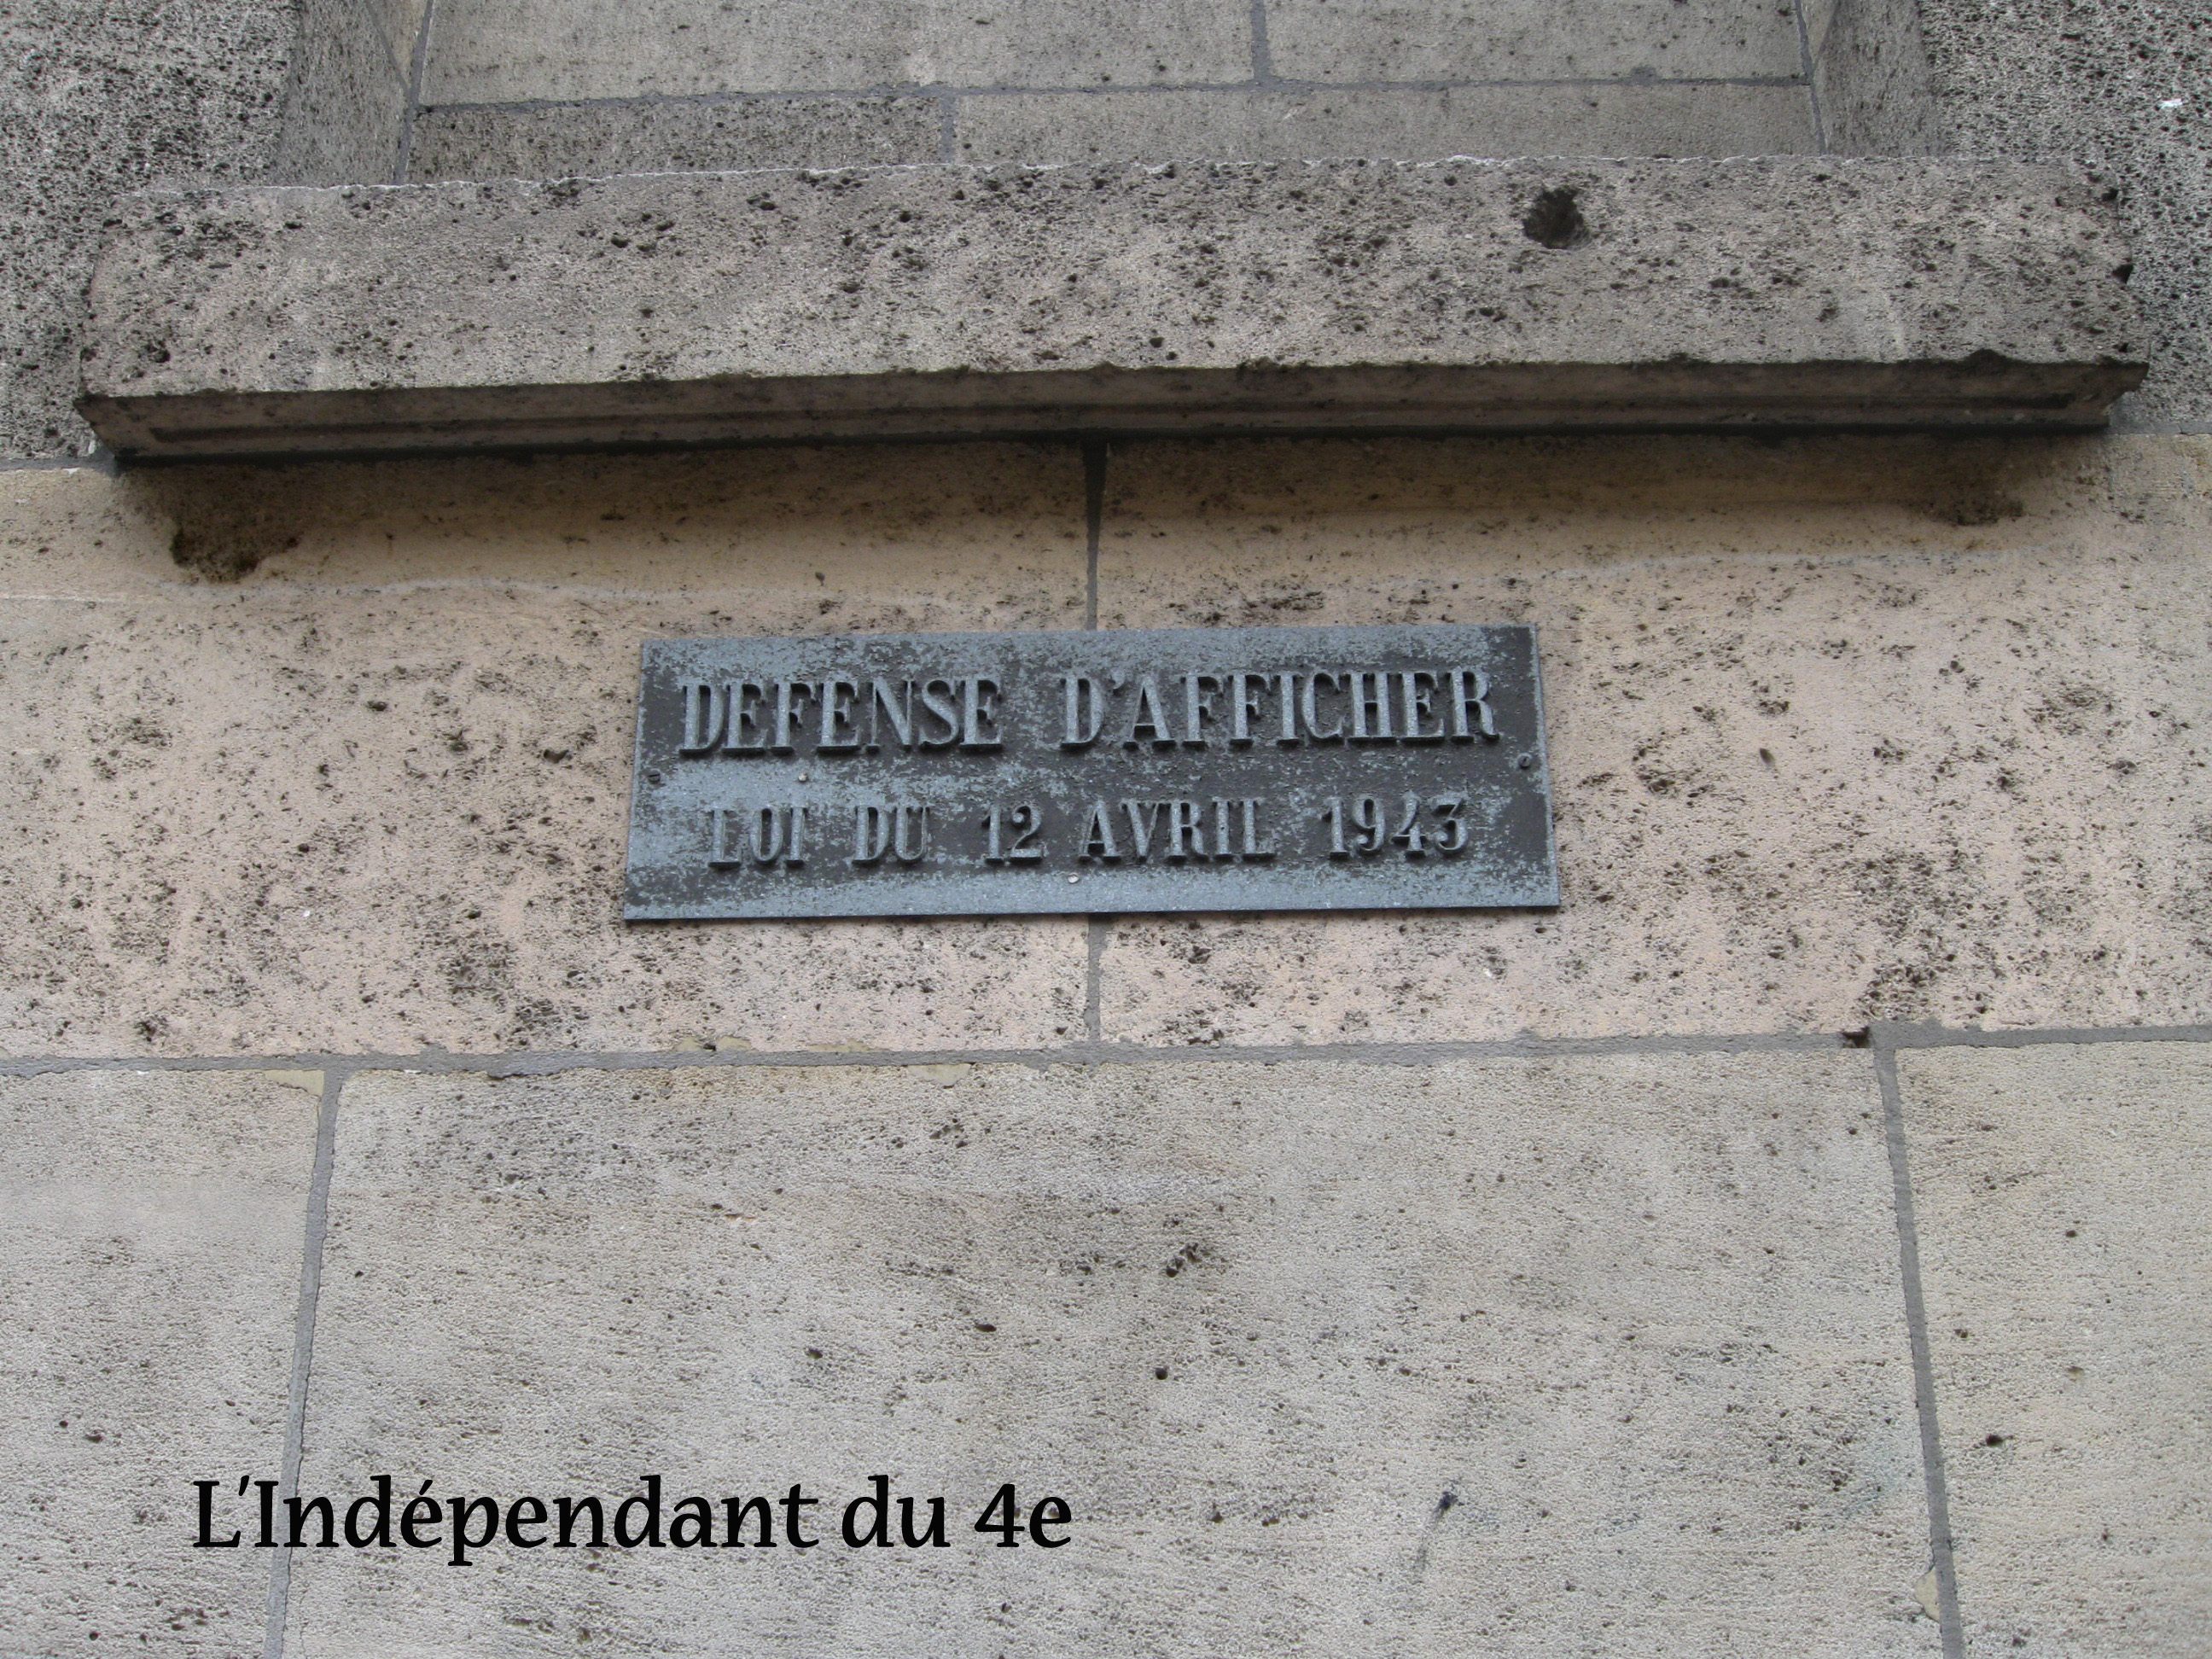 DEFENSE D'AFFICHER
LOI DU 12 AVRIL 1943
L'Indépendant du 4e